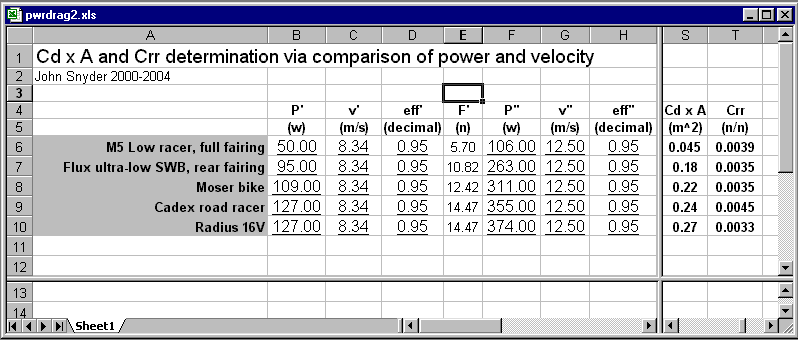 pwrdrag2.xls
A B C D E F G H S T
1 Cd x A and Crr determination via comparison of power and velocity
2 John Snyder 2000-2004
3
4 P' v' eff' F' P" v" eff" Cd x A Crr
5 (w) (m/s) (decimal) (n) (w) (m/s) (decimal) (m^2) (n/n)
6 M5 Low racer, full fairing 50.00 8.34 0.95 5.70 106.00 12.50 0.95 0.045 0.0039
7 Flux ultra-low SWB, rear fairing 95.00 8.34 0.95 10.82 263.00 12.50 0.95 0.18 0.0035
8 Moser bike 109.00 8.34 0.95 12.42 311.00 12.50 0.95 0.22 0.0035
9 Cadex road racer 127.00 8.34 0.95 14.47 355.00 12.50 0.95 0.24 0.0045
10 Radius 16V 127.00 8.34 0.95 14.47 374.00 12.50 0.95 0.27 0.0033
11
12
13
14
Sheet1